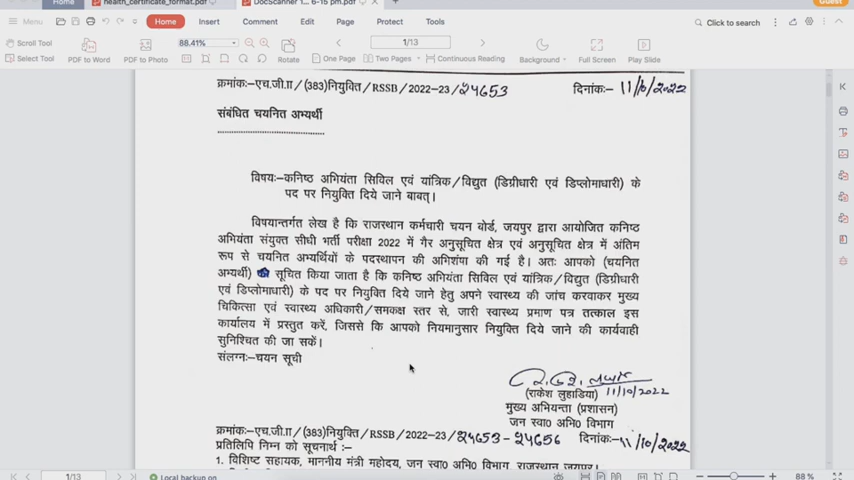 Home
health_certificate_format.pdf
DocScanner 1... 6-15 pm.pdf
Guest
Menu
Home
Insert
Comment
Edit
Page
Protect
Tools
Click to search
Scroll Tool
88.41%
1/13
Select Tool
PDF to Word
PDF to Photo
Rotate
One Page
Two Pages
Continuous Reading
Background
Full Screen
Play Slide
क्रमांकः-एच.जी.II/(383)नियुक्ति/RSSB/2022-23/24653 दिनांकः- 11/10/2022
संबंधित चयनित अभ्यर्थी
विषयः-कनिष्ठ अभियंता सिविल एवं यांत्रिक/विद्युत (डिग्रीधारी एवं डिप्लोमाधारी) के
पद पर नियुक्ति दिये जाने बाबत्।
विषयान्तर्गत लेख है कि राजस्थान कर्मचारी चयन बोर्ड, जयपुर द्वारा आयोजित कनिष्ठ
अभियंता संयुक्त सीधी भर्ती परीक्षा 2022 में गैर अनुसूचित क्षेत्र एवं अनुसूचित क्षेत्र में अंतिम
रूप से चयनित अभ्यर्थियों के पदस्थापन की अभिशंषा की गई है। अतः आपको (चयनित
अभ्यर्थी) सूचित किया जाता है कि कनिष्ठ अभियंता सिविल एवं यांत्रिक/विद्युत (डिग्रीधारी
एवं डिप्लोमाधारी) के पद पर नियुक्ति दिये जाने हेतु अपने स्वास्थ्य की जांच करवाकर मुख्य
चिकित्सा एवं स्वास्थ्य अधिकारी/समकक्ष स्तर से, जारी स्वास्थ्य प्रमाण पत्र तत्काल इस
कार्यालय में प्रस्तुत करें, जिससे कि आपको नियमानुसार नियुक्ति दिये जाने की कार्यवाही
सुनिश्चित की जा सकें।
संलग्नः-चयन सूची
(राकेश लुहाडिया) 11/10/2022
मुख्य अभियन्ता (प्रशासन)
जन स्वा० अभि० विभाग
क्रमांकः-एच.जी.II/(383)नियुक्ति/RSSB/2022-23/24653-24656 दिनांकः-11/10/2022
प्रतिलिपि निम्न को सूचनार्थ :-
1. विशिष्ट सहायक, माननीय मंत्री महोदय, जन स्वा० अभि० विभाग, राजस्थान जयपुर।
1/13
Local backup on
88 %